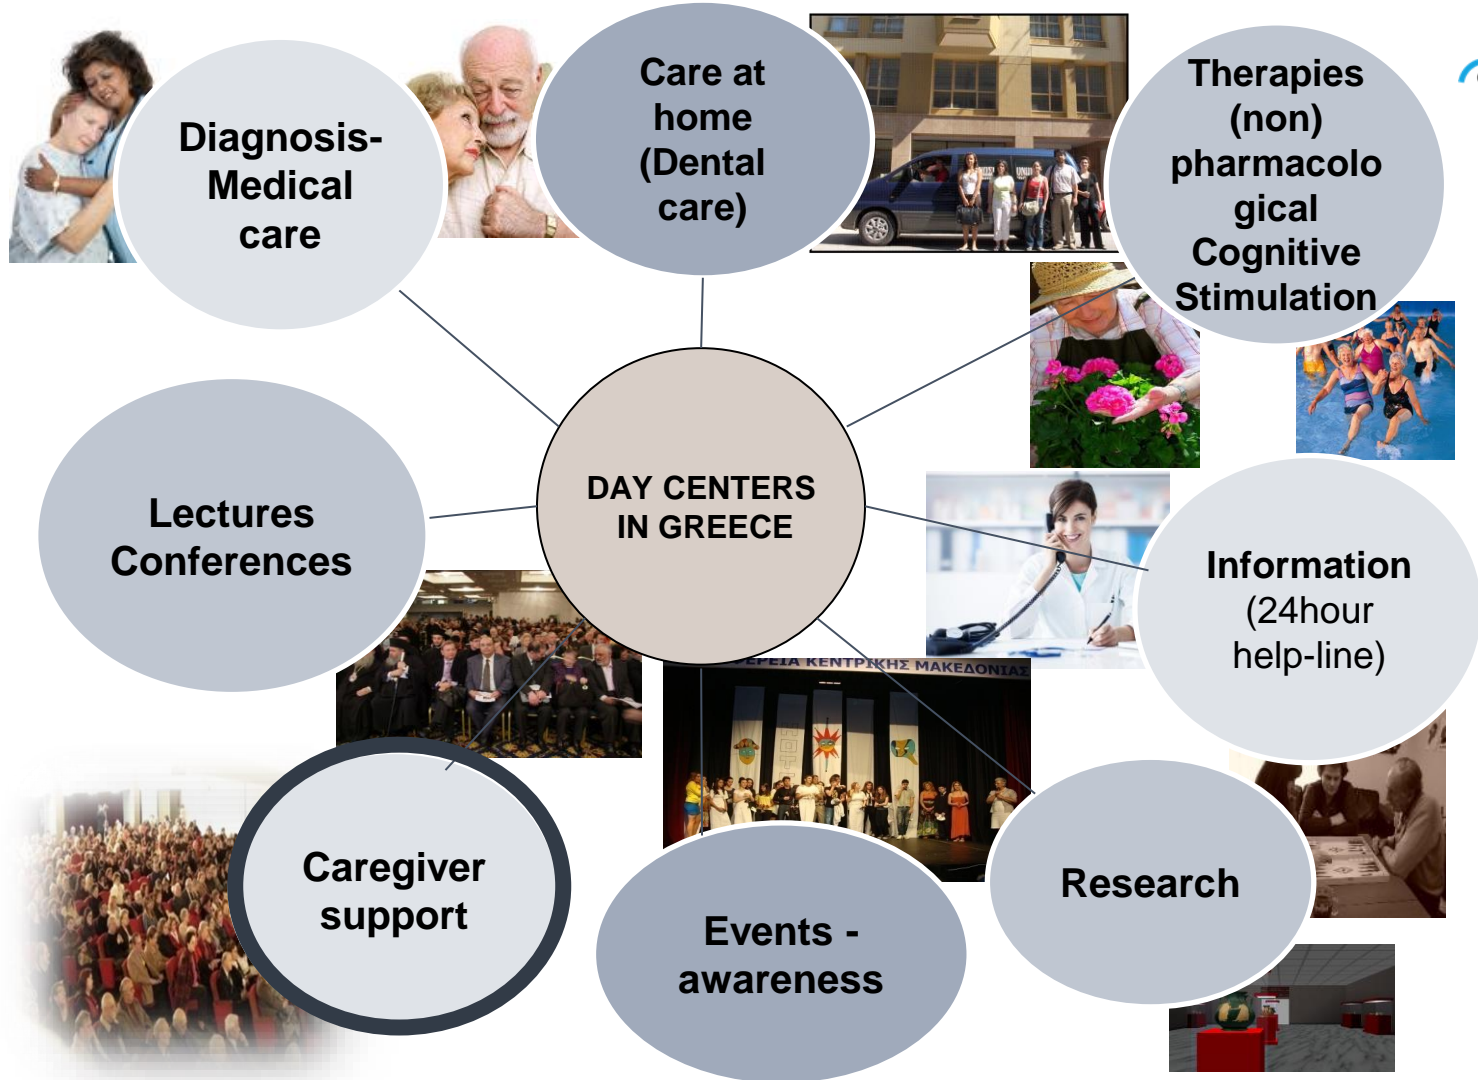 Diagnosis-
Medical
care
Care at
home
(Dental
care)
Therapies
(non)
pharmacolo
gical
Cognitive
Stimulation
Lectures
Conferences
DAY CENTERS
IN GREECE
Information
(24hour
help-line)
ΦΕΡΕΙΑ ΚΕΝΤΡΙΚΗΣ ΜΑΚΕΔΟΝΙΑΣ
Caregiver
support
Events -
awareness
Research